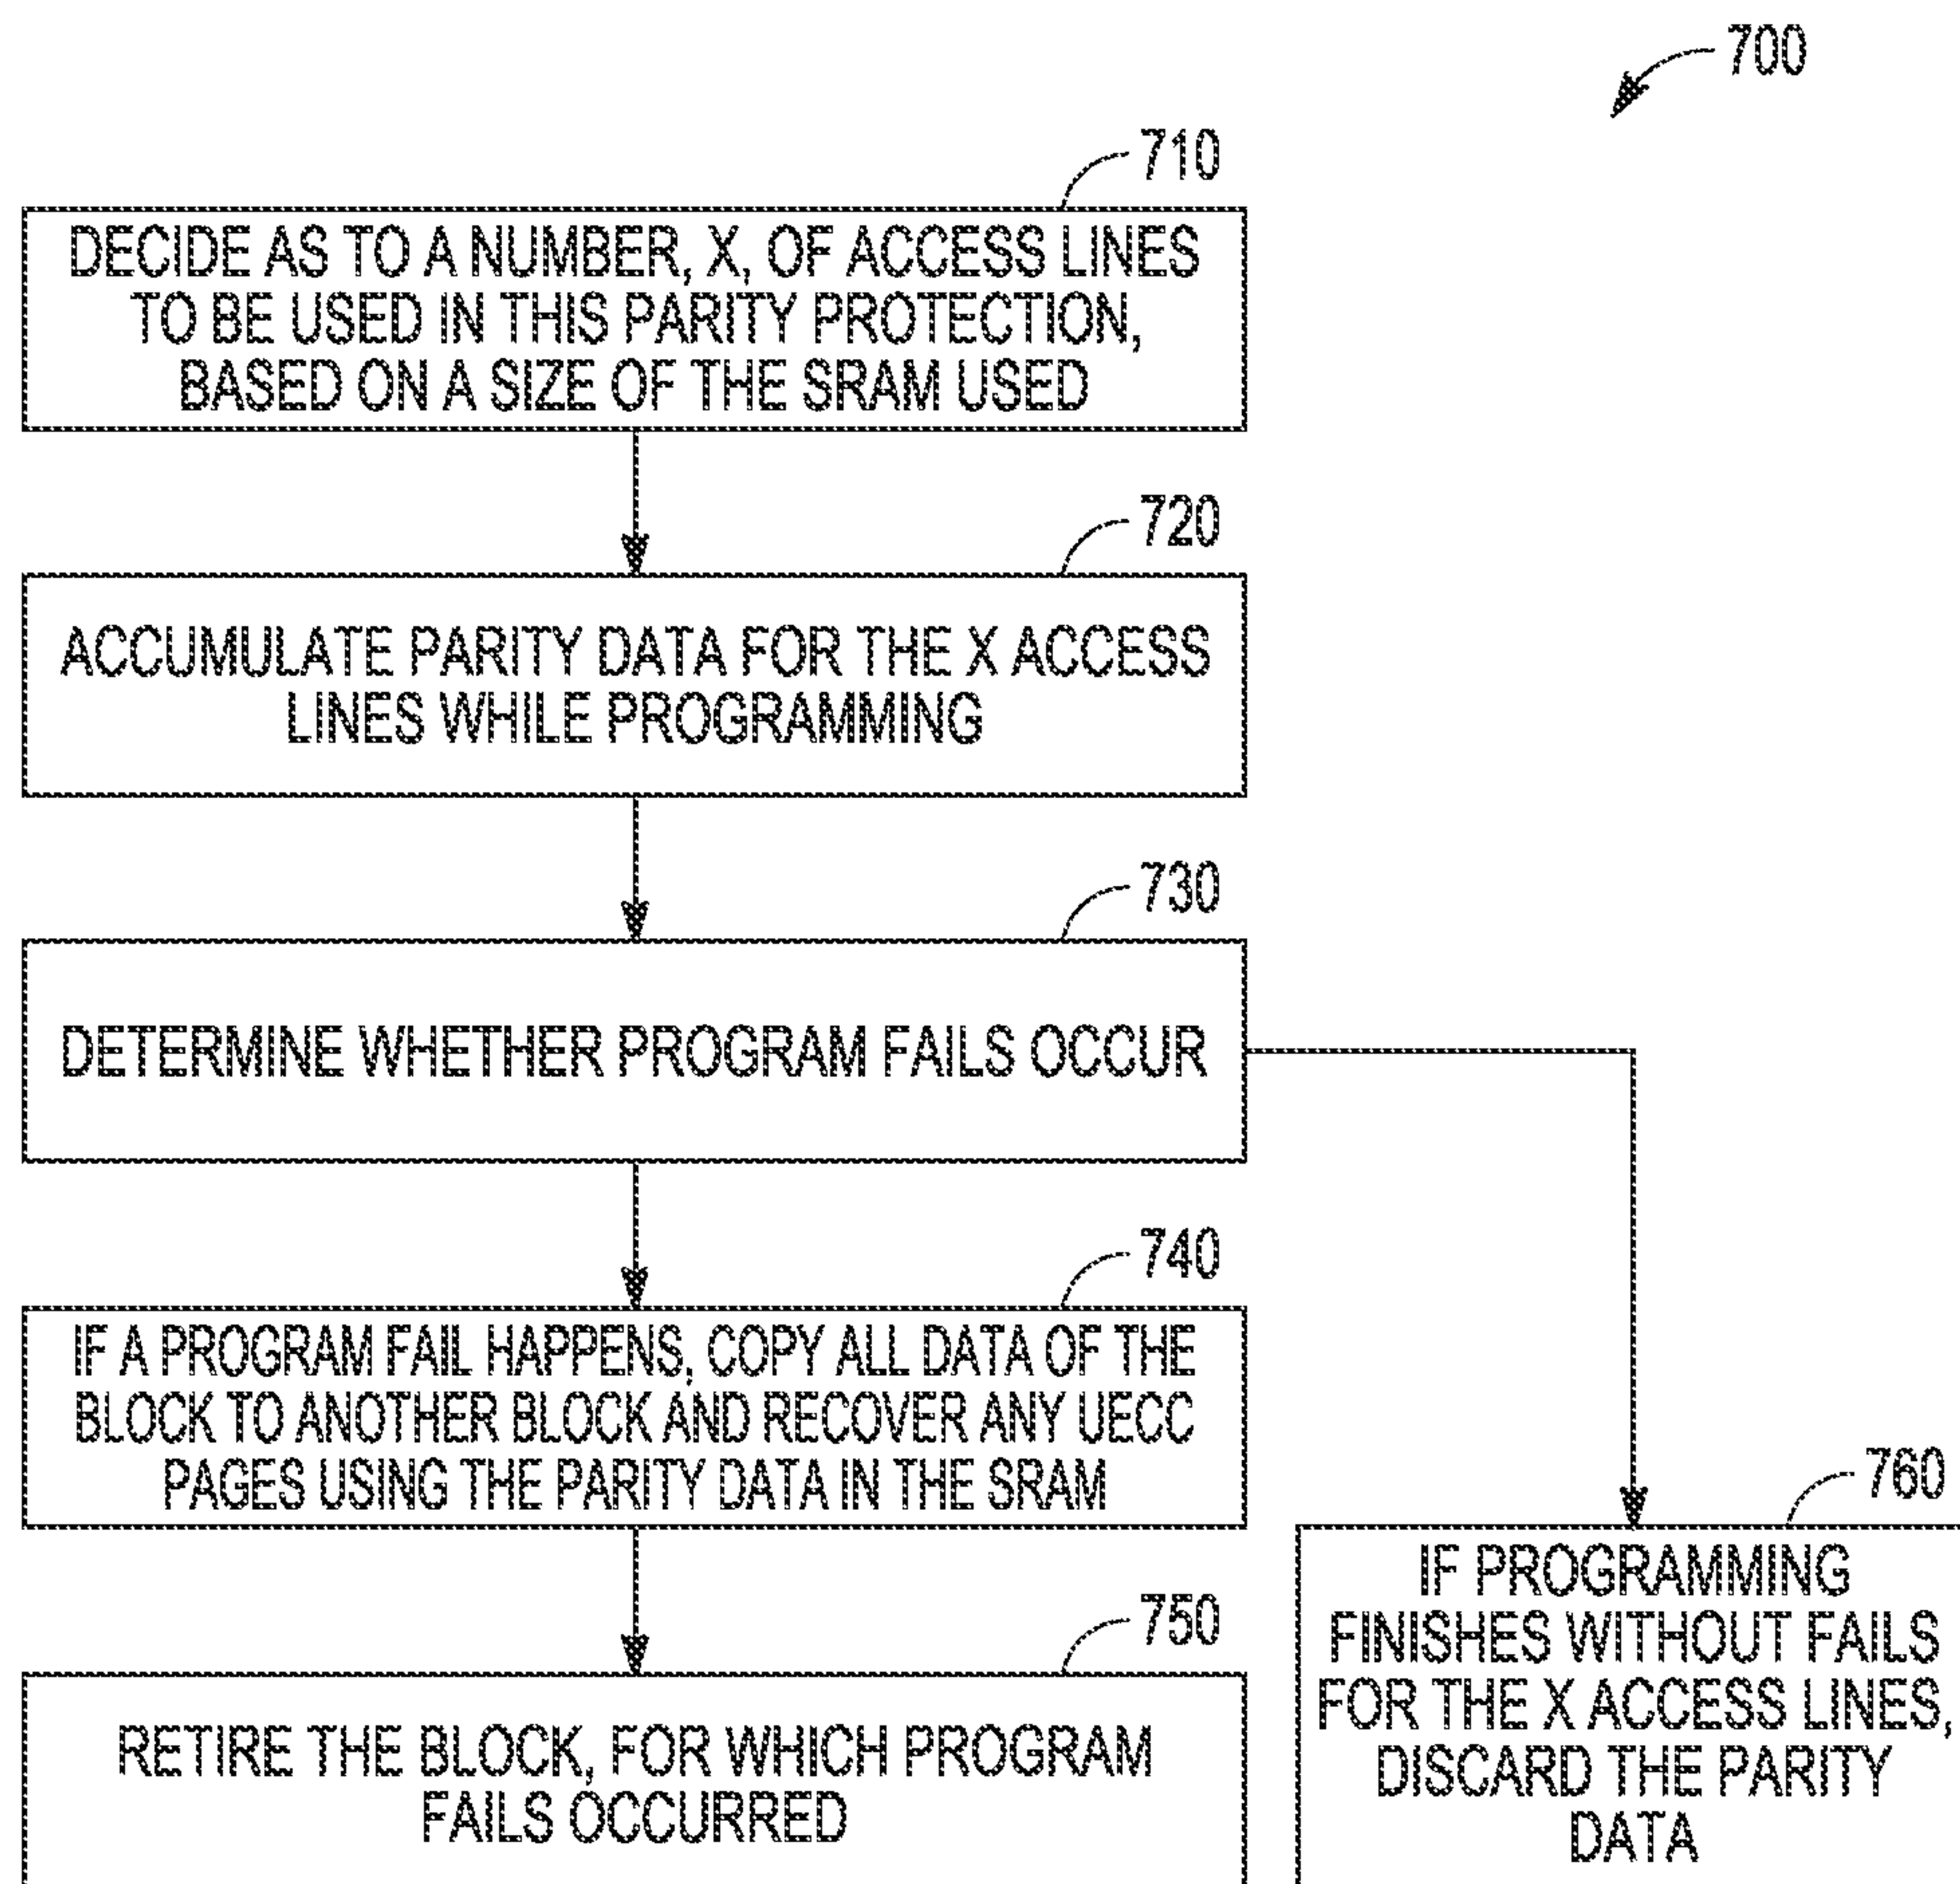 700
710
DECIDE AS TO A NUMBER, X, OF ACCESS LINES
TO BE USED IN THIS PARITY PROTECTION,
BASED ON A SIZE OF THE SRAM USED
720
ACCUMULATE PARITY DATA FOR THE X ACCESS
LINES WHILE PROGRAMMING
730
DETERMINE WHETHER PROGRAM FAILS OCCUR
740
IF A PROGRAM FAIL HAPPENS, COPY ALL DATA OF THE
BLOCK TO ANOTHER BLOCK AND RECOVER ANY UECC
PAGES USING THE PARITY DATA IN THE SRAM
750
RETIRE THE BLOCK, FOR WHICH PROGRAM
FAILS OCCURRED
760
IF PROGRAMMING
FINISHES WITHOUT FAILS
FOR THE X ACCESS LINES,
DISCARD THE PARITY
DATA